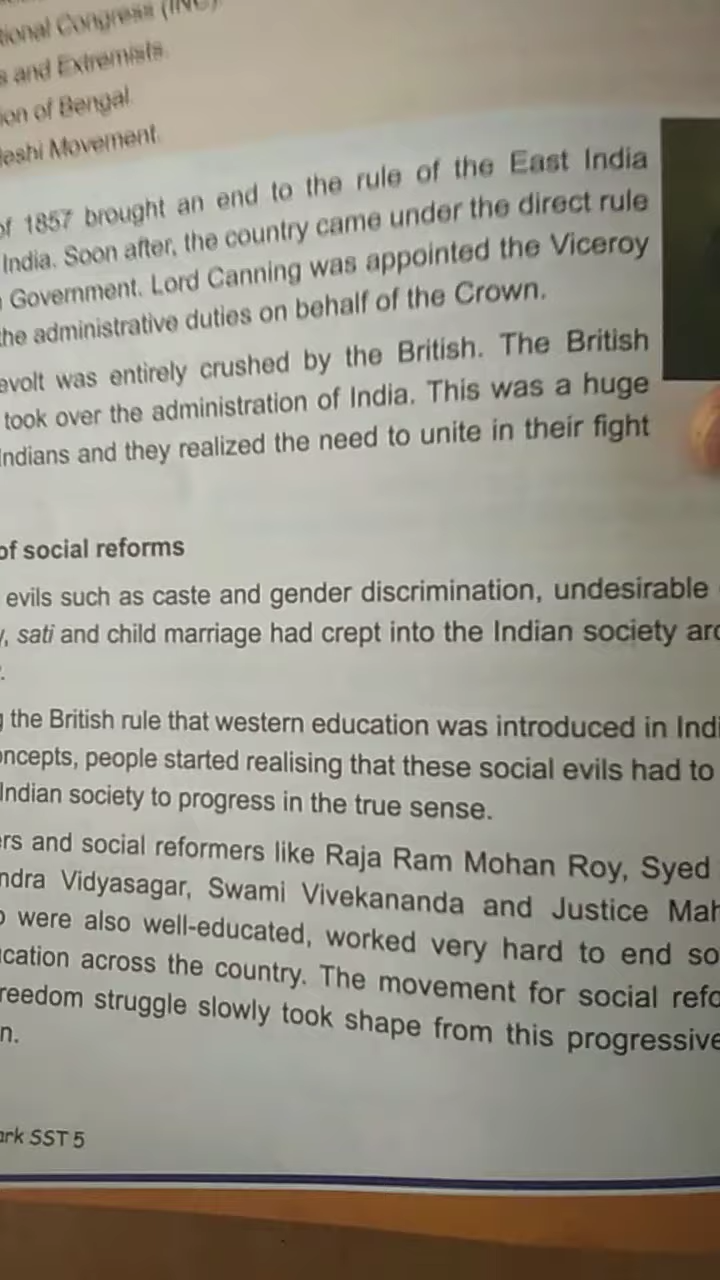 tional Congress (INC)
s and Extremists.
ion of Bengal
deshi Movement.
of 1857 brought an end to the rule of the East India
India. Soon after, the country came under the direct rule
Government. Lord Canning was appointed the Viceroy
the administrative duties on behalf of the Crown.
evolt was entirely crushed by the British. The British
took over the administration of India. This was a huge
Indians and they realized the need to unite in their fight
of social reforms
evils such as caste and gender discrimination, undesirable
y, sati and child marriage had crept into the Indian society aro
g the British rule that western education was introduced in Indi
oncepts, people started realising that these social evils had to
Indian society to progress in the true sense.
ers and social reformers like Raja Ram Mohan Roy, Syed
ndra Vidyasagar, Swami Vivekananda and Justice Mah
o were also well-educated, worked very hard to end so
ucation across the country. The movement for social refo
reedom struggle slowly took shape from this progressive
n.
ark SST 5